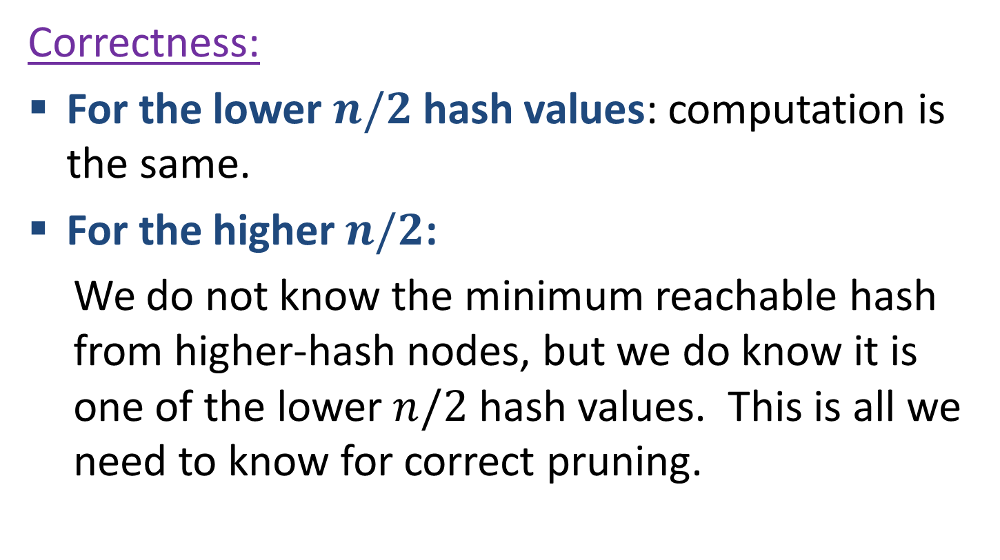 Correctness:
▪ For the lower n/2 hash values: computation is
the same.
▪ For the higher n/2:
We do not know the minimum reachable hash
from higher-hash nodes, but we do know it is
one of the lower n/2 hash values. This is all we
need to know for correct pruning.